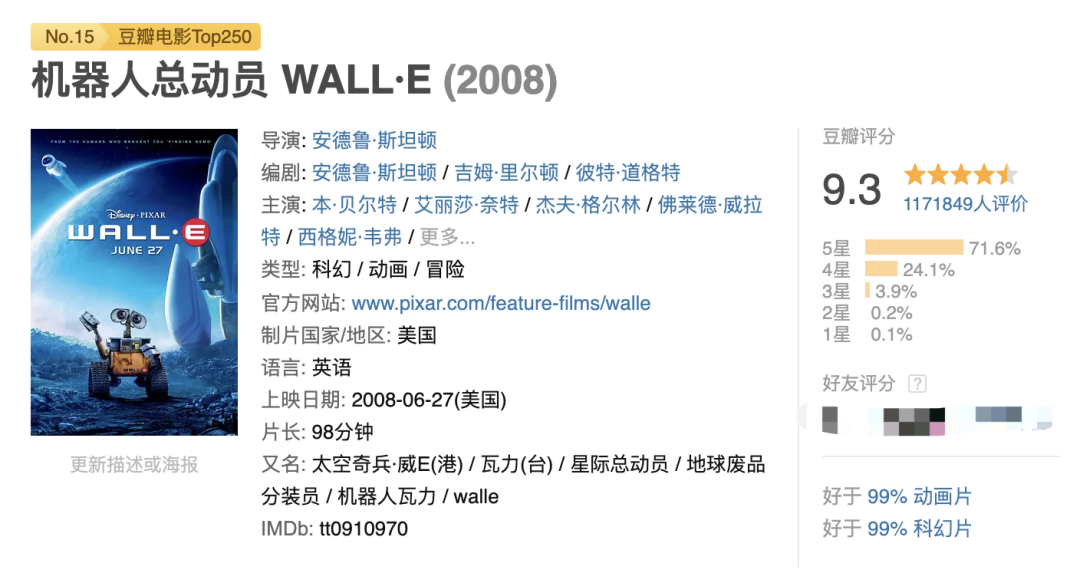 No.15 豆瓣电影Top250
机器人总动员 WALL·E (2008)
FROM THE HUMANS WHO BROUGHT YOU "FINDING NEMO"
Disney·PIXAR
WALL·E
JUNE 27
更新描述或海报
导演: 安德鲁·斯坦顿
编剧: 安德鲁·斯坦顿 / 吉姆·里尔顿 / 彼特·道格特
主演: 本·贝尔特 / 艾丽莎·奈特 / 杰夫·格尔林 / 佛莱德·威拉
特 / 西格妮·韦弗 / 更多...
类型: 科幻 / 动画 / 冒险
官方网站: www.pixar.com/feature-films/walle
制片国家/地区: 美国
语言: 英语
上映日期: 2008-06-27(美国)
片长: 98分钟
又名: 太空奇兵·威E(港) / 瓦力(台) / 星际总动员 / 地球废品
分装员 / 机器人瓦力 / walle
IMDb: tt0910970
豆瓣评分
9.3
1171849人评价
5星 71.6%
4星 24.1%
3星 3.9%
2星 0.2%
1星 0.1%
好友评分 ?
好于 99% 动画片
好于 99% 科幻片